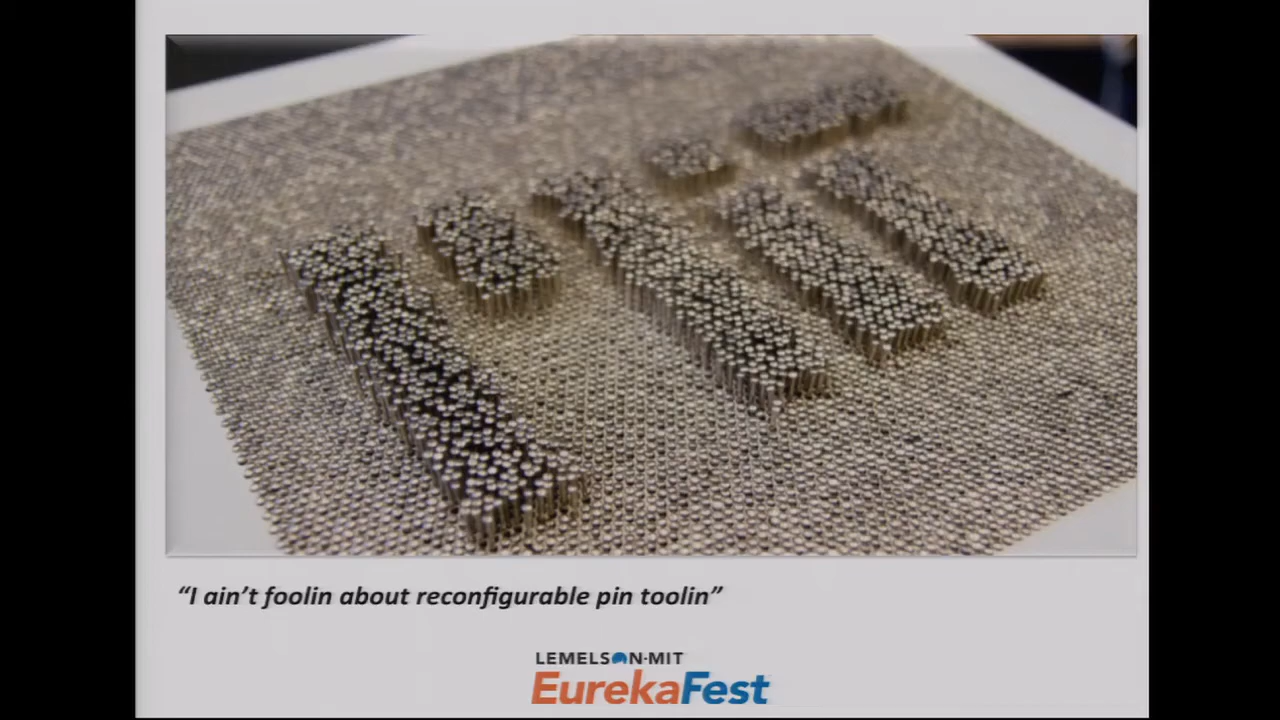 “I ain’t foolin about reconfigurable pin toolin”
LEMELSON-MIT
EurekaFest